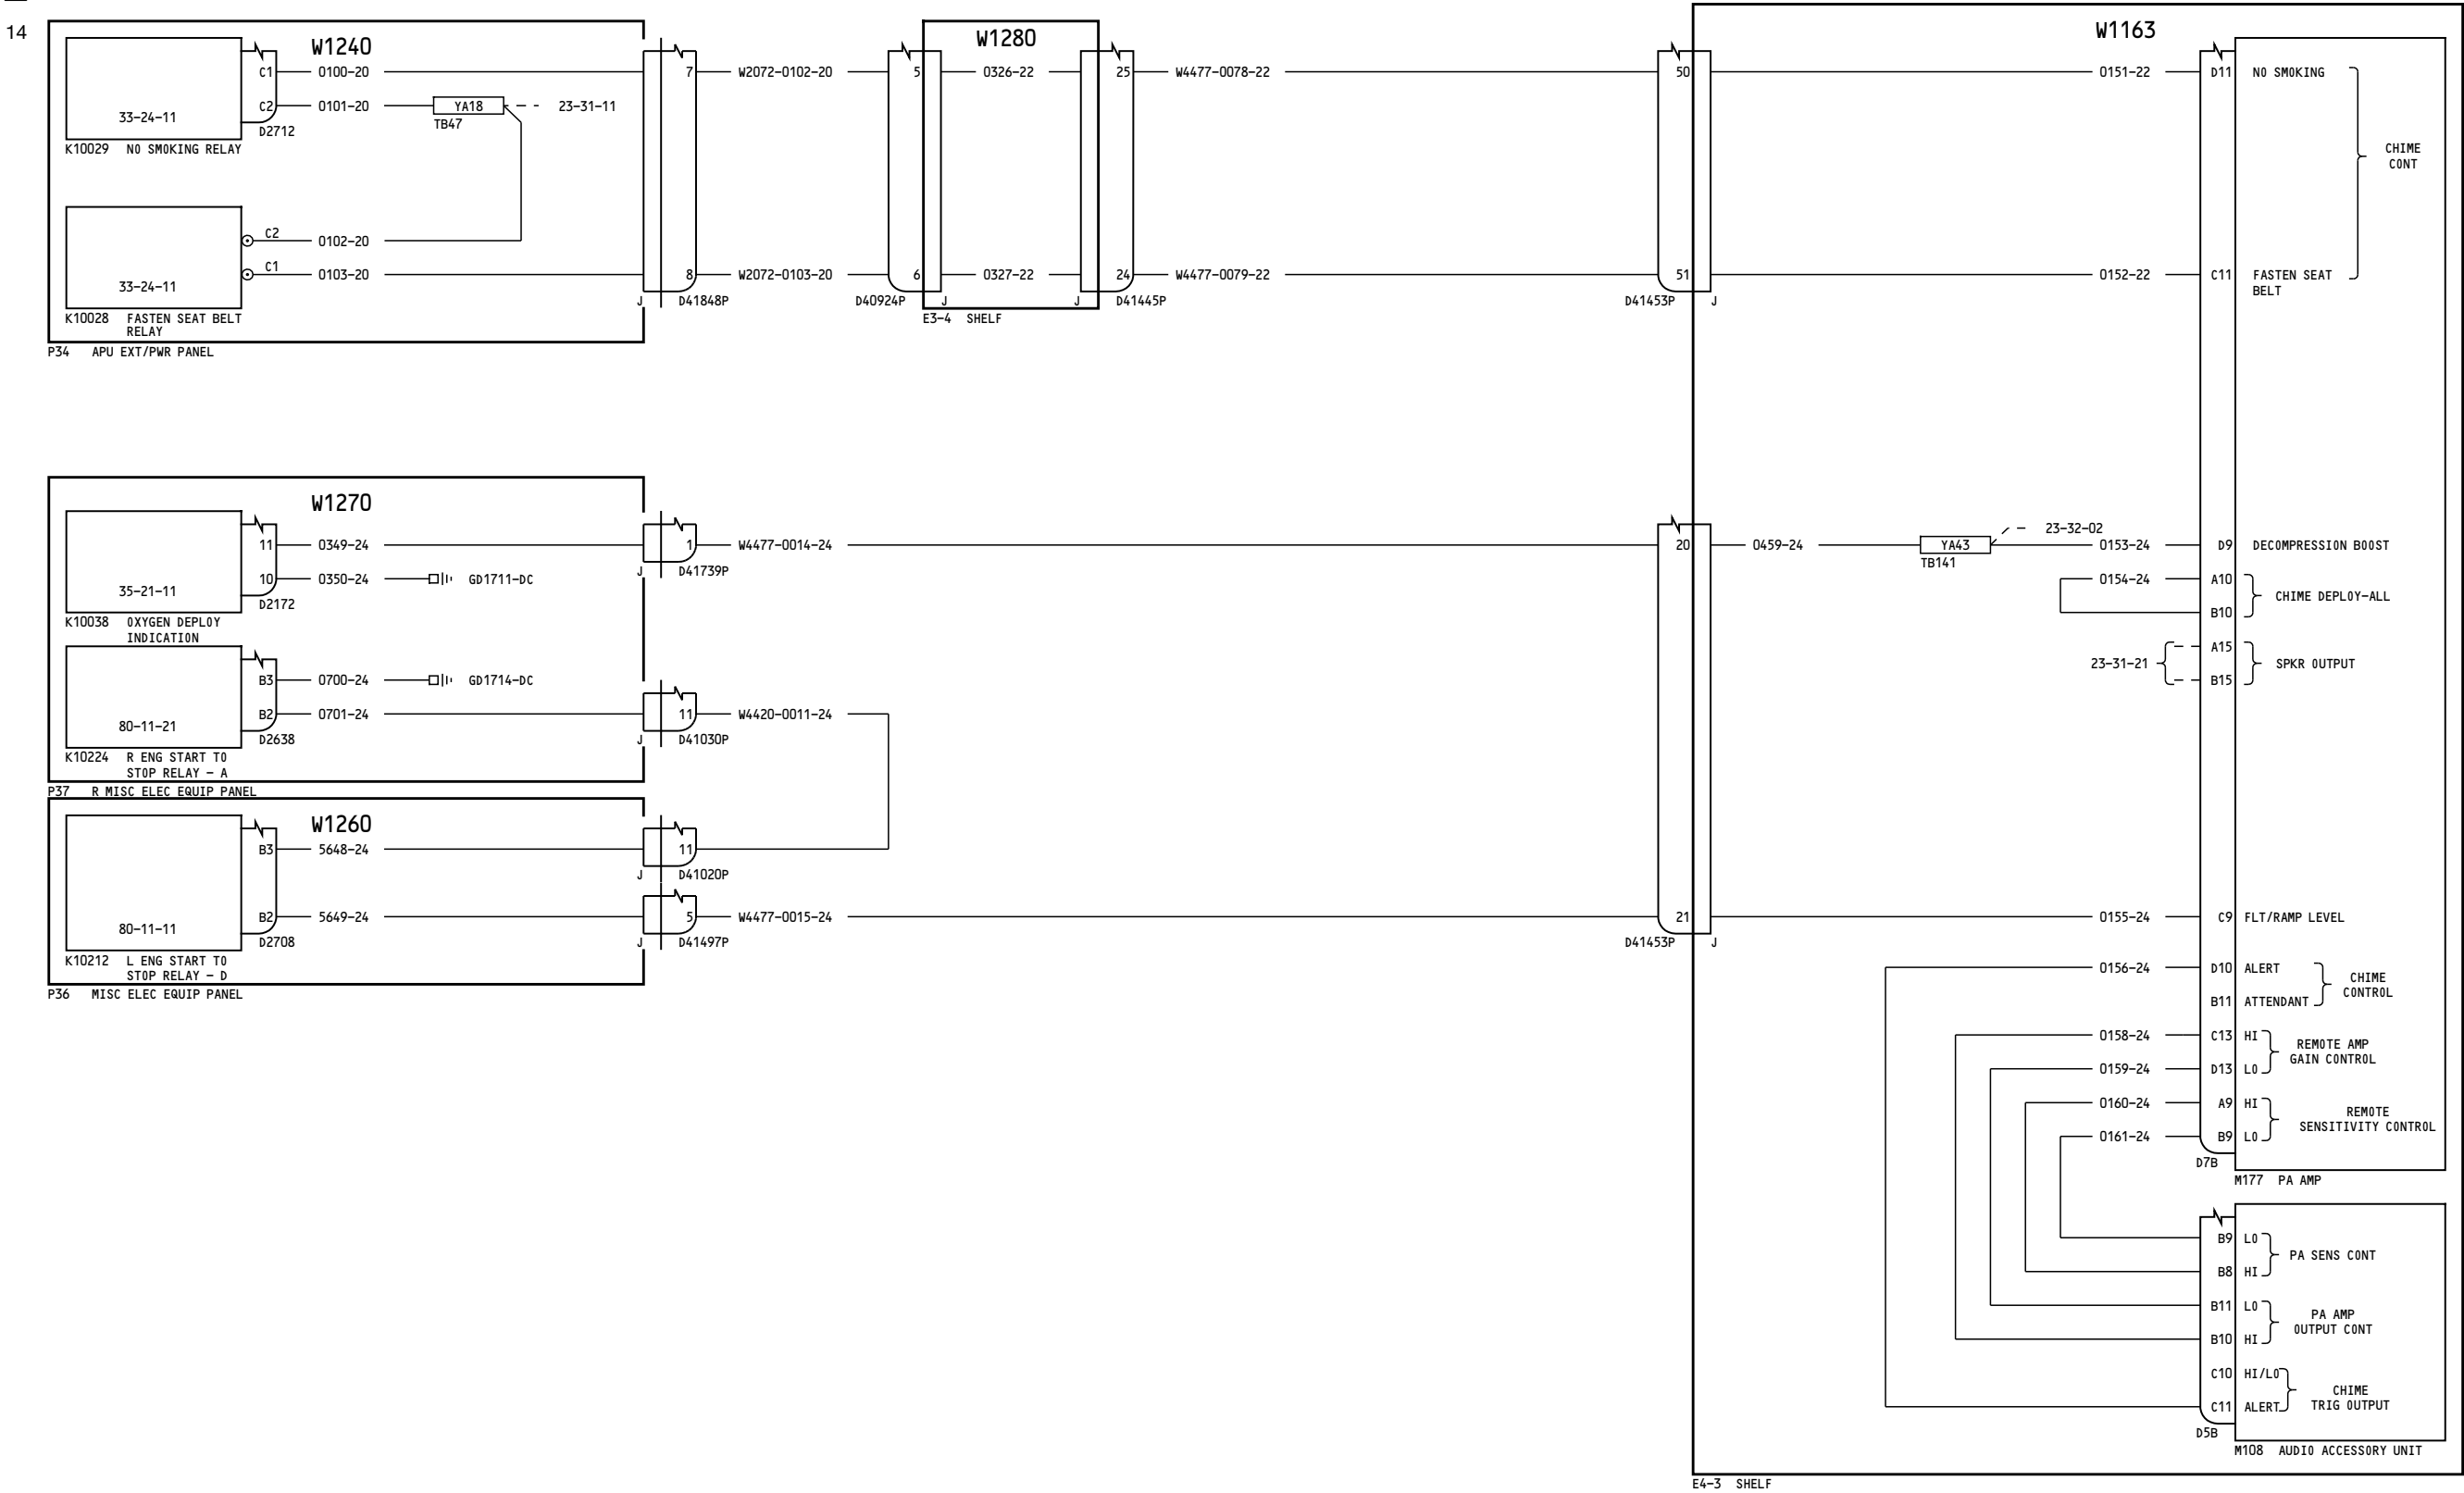 14
W1240
W1280
W1163
C1 0100-20
7 W2072-0102-20 5 0326-22 25 W4477-0078-22 50 0151-22 D11 NO SMOKING
C2 0101-20 YA18 23-31-11
TB47
33-24-11
D2712
K10029 NO SMOKING RELAY
CHIME
CONT
C2 0102-20
C1 0103-20
8 W2072-0103-20 6 0327-22 24 W4477-0079-22 51 0152-22 C11 FASTEN SEAT
BELT
33-24-11
J D41848P D40924P J J D41445P D41453P J
K10028 FASTEN SEAT BELT
RELAY
E3-4 SHELF
P34 APU EXT/PWR PANEL
W1270
11 0349-24 1 W4477-0014-24 20 0459-24 YA43 23-32-02 0153-24 D9 DECOMPRESSION BOOST
TB141
J D41739P
10 0350-24 GD1711-DC
0154-24 A10
B10
CHIME DEPLOY-ALL
35-21-11
D2172
K10038 OXYGEN DEPLOY
INDICATION
23-31-21 A15
B15
SPKR OUTPUT
B3 0700-24 GD1714-DC
B2 0701-24 11 W4420-0011-24
80-11-21
D2638
J D41030P
K10224 R ENG START TO
STOP RELAY - A
P37 R MISC ELEC EQUIP PANEL
W1260
B3 5648-24 11
J D41020P
B2 5649-24 5 W4477-0015-24 21 0155-24 C9 FLT/RAMP LEVEL
80-11-11
D2708
J D41497P D41453P J
K10212 L ENG START TO
STOP RELAY - D
P36 MISC ELEC EQUIP PANEL
0156-24 D10 ALERT
B11 ATTENDANT
CHIME
CONTROL
0158-24 C13 HI
0159-24 D13 LO
REMOTE AMP
GAIN CONTROL
0160-24 A9 HI
0161-24 B9 LO
REMOTE
SENSITIVITY CONTROL
D7B
M177 PA AMP
B9 LO
B8 HI
PA SENS CONT
B11 LO
B10 HI
PA AMP
OUTPUT CONT
C10 HI/LO
C11 ALERT
CHIME
TRIG OUTPUT
D5B
M108 AUDIO ACCESSORY UNIT
E4-3 SHELF